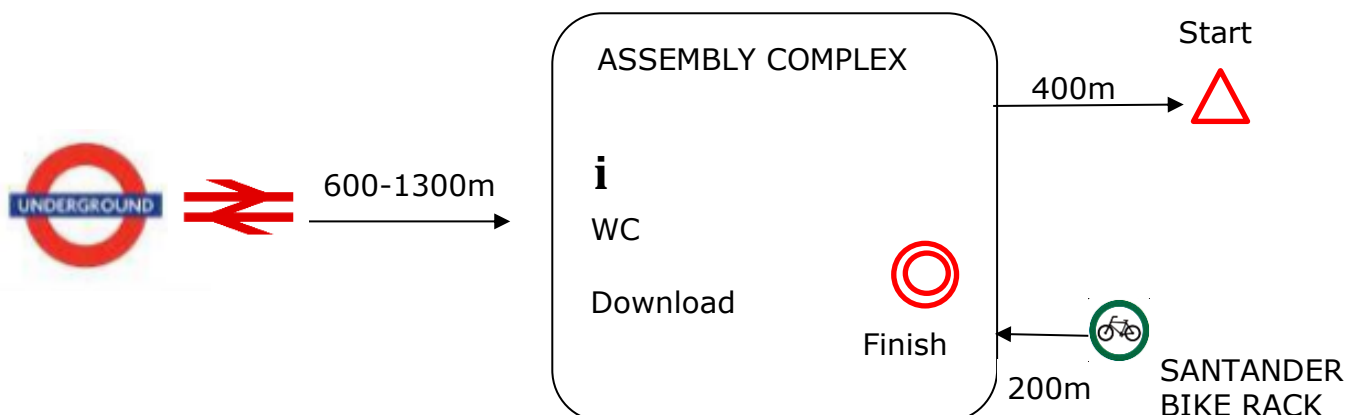 Start
ASSEMBLY COMPLEX
400m
i
600-1300m
UNDERGROUND
WC
Download
Finish
200m
SANTANDER
BIKE RACK